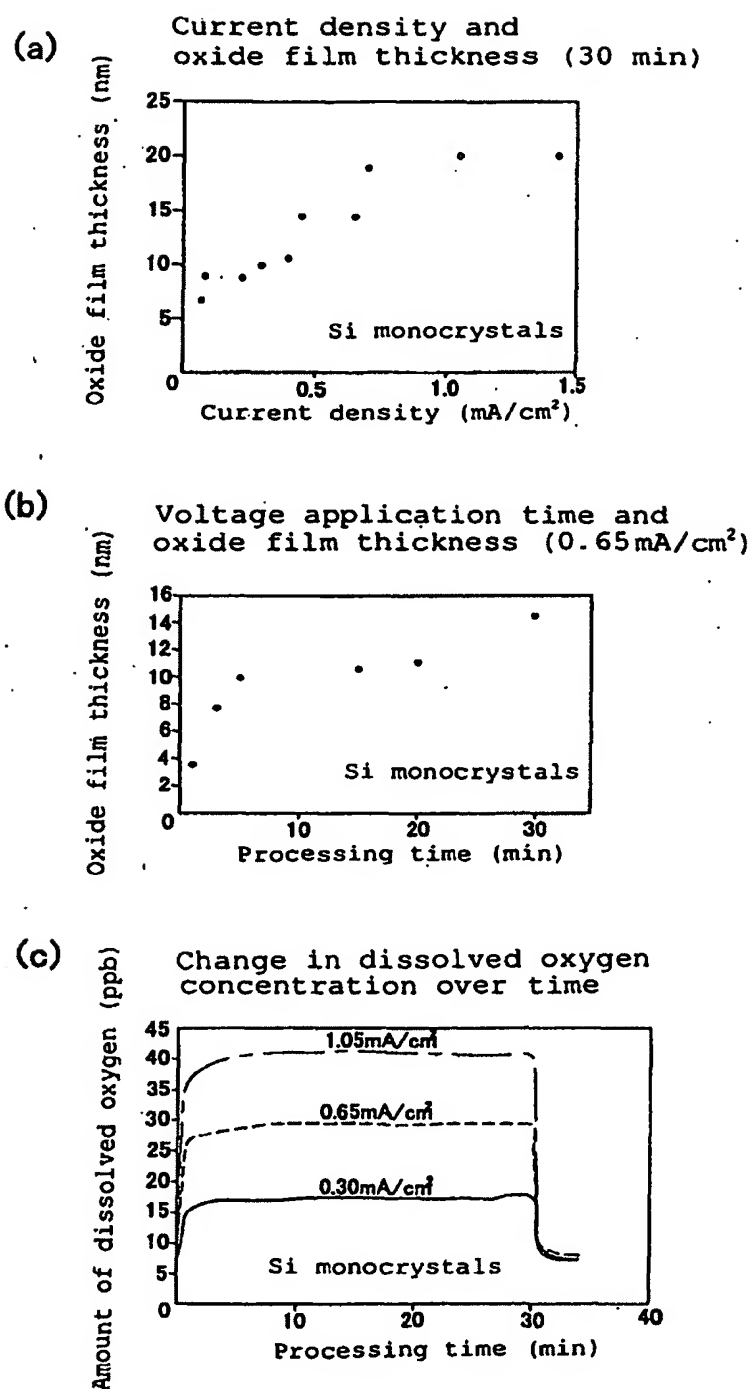 (a)
Current density and
oxide film thickness (30 min)
Oxide film thickness (nm)
25
20
15
10
5
0
Si monocrystals
0.5
1.0
1.5
Current density (mA/cm²)
(b)
Voltage application time and
oxide film thickness (0.65mA/cm²)
Oxide film thickness (nm)
16
14
12
10
8
6
4
2
0
Si monocrystals
10
20
30
Processing time (min)
(c)
Change in dissolved oxygen
concentration over time
Amount of dissolved oxygen (ppb)
45
40
35
30
25
20
15
10
5
0
1.05mA/cm²
0.65mA/cm²
0.30mA/cm²
Si monocrystals
10
20
30
40
Processing time (min)